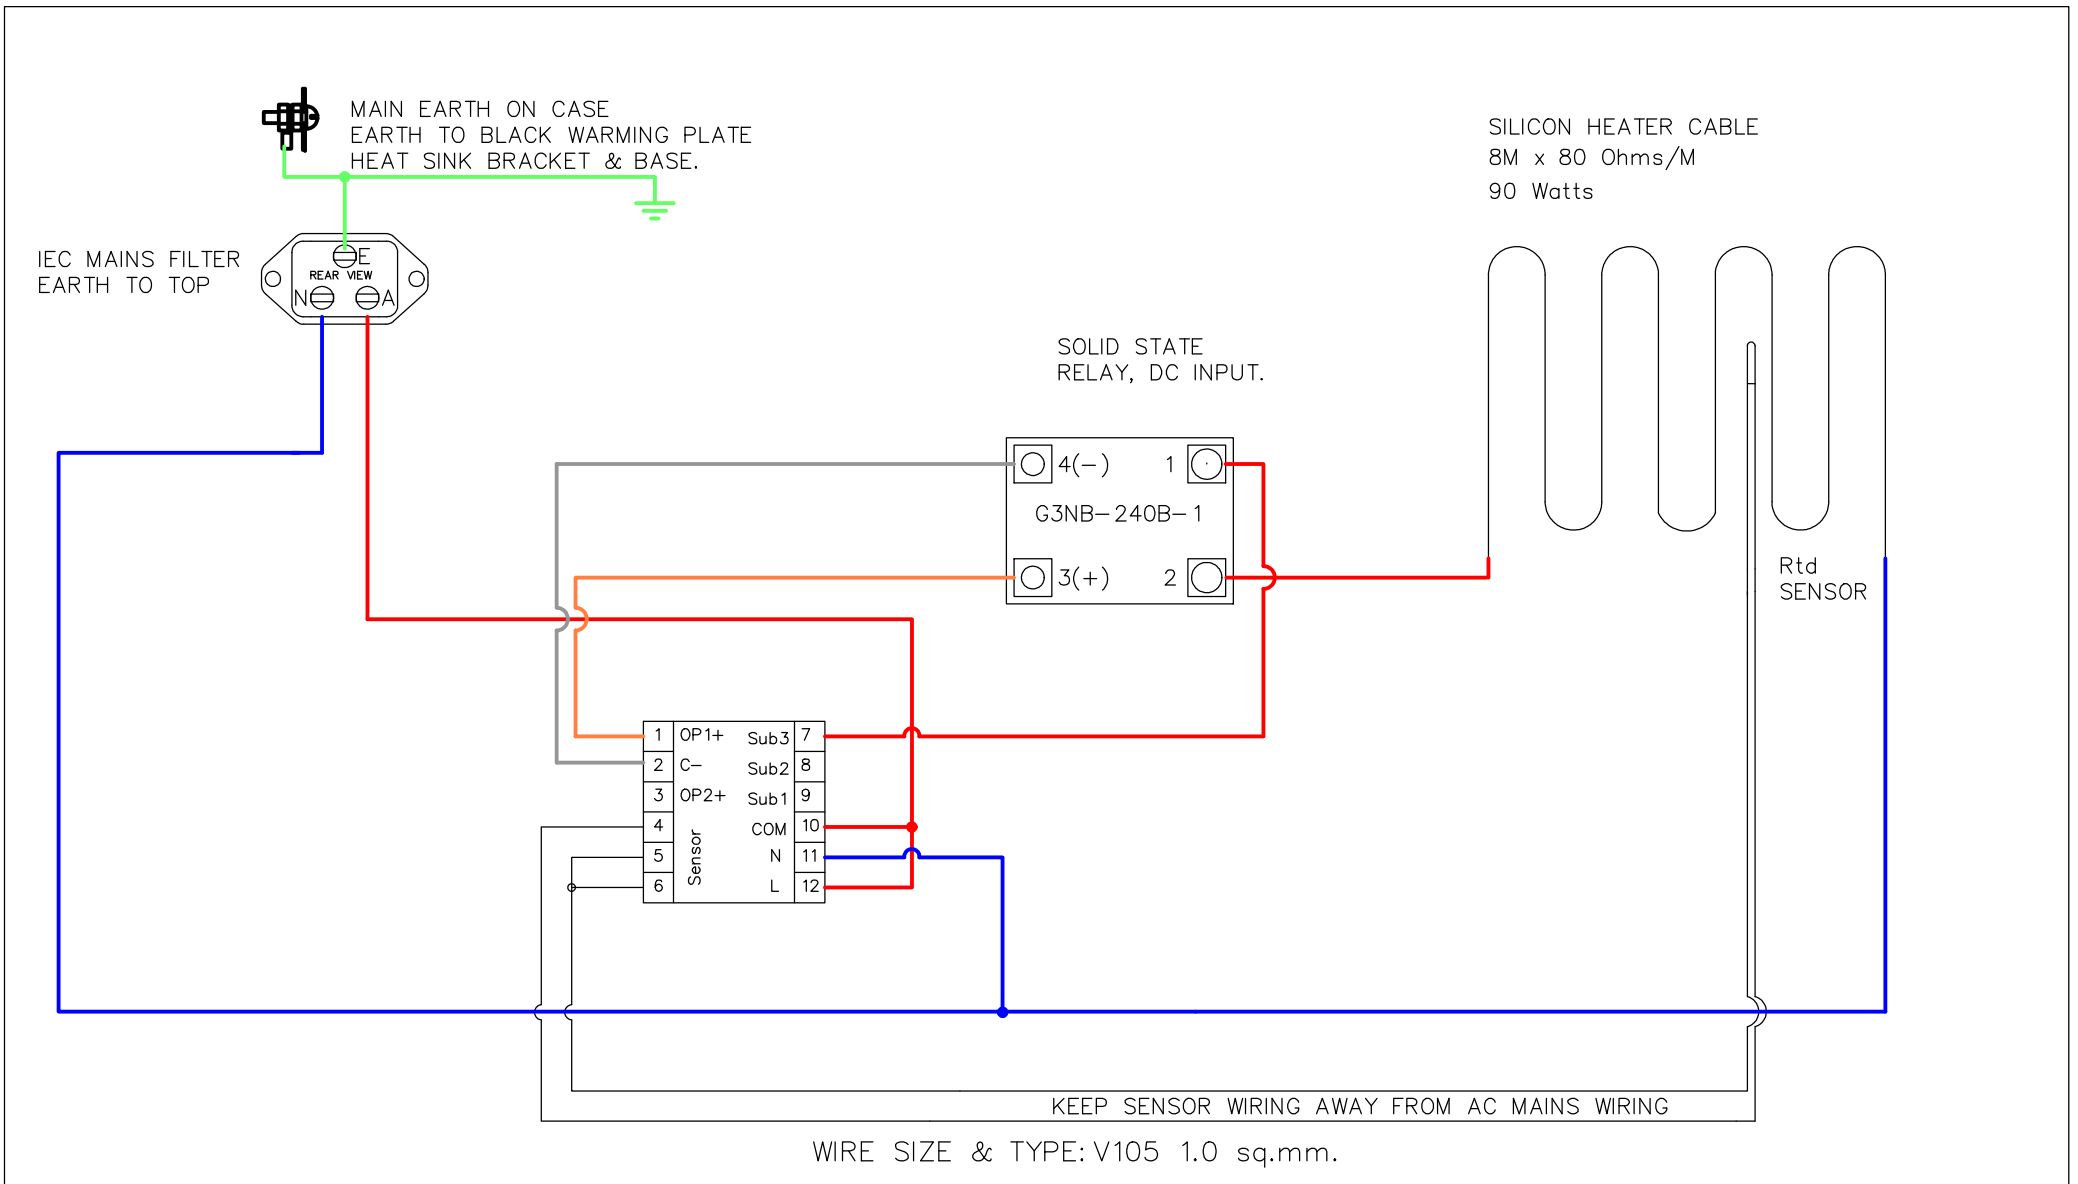 MAIN EARTH ON CASE
EARTH TO BLACK WARMING PLATE
HEAT SINK BRACKET & BASE.
SILICON HEATER CABLE
8M x 80 Ohms/M
90 Watts
IEC MAINS FILTER
EARTH TO TOP
E
REAR VIEW
N A
SOLID STATE
RELAY, DC INPUT.
4(-) 1
G3NB-240B-1
3(+) 2
Rtd
SENSOR
1 OP1+ Sub3 7
2 C- Sub2 8
3 OP2+ Sub1 9
4 COM 10
5 N 11
6 L 12
Sensor
KEEP SENSOR WIRING AWAY FROM AC MAINS WIRING
WIRE SIZE & TYPE: V105 1.0 sq.mm.